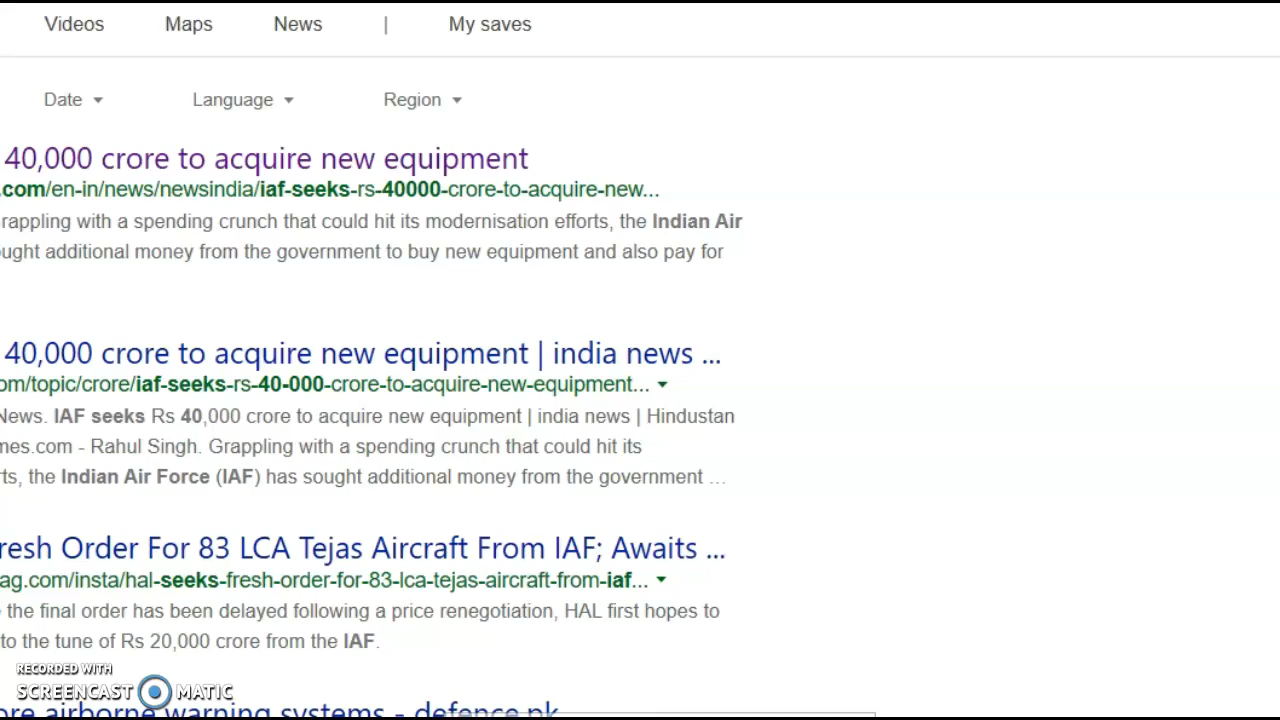 Videos Maps News | My saves
Date Language Region
40,000 crore to acquire new equipment
.com/en-in/news/newsindia/iaf-seeks-rs-40000-crore-to-acquire-new...
rappling with a spending crunch that could hit its modernisation efforts, the Indian Air
ught additional money from the government to buy new equipment and also pay for
40,000 crore to acquire new equipment | india news ...
om/topic/crore/iaf-seeks-rs-40-000-crore-to-acquire-new-equipment...
News. IAF seeks Rs 40,000 crore to acquire new equipment | india news | Hindustan
mes.com - Rahul Singh. Grappling with a spending crunch that could hit its
rts, the Indian Air Force (IAF) has sought additional money from the government ...
resh Order For 83 LCA Tejas Aircraft From IAF; Awaits ...
ag.com/insta/hal-seeks-fresh-order-for-83-lca-tejas-aircraft-from-iaf...
the final order has been delayed following a price renegotiation, HAL first hopes to
to the tune of Rs 20,000 crore from the IAF.
RECORDED WITH
SCREENCAST MATIC
ore airborne warning systems - defence.pk